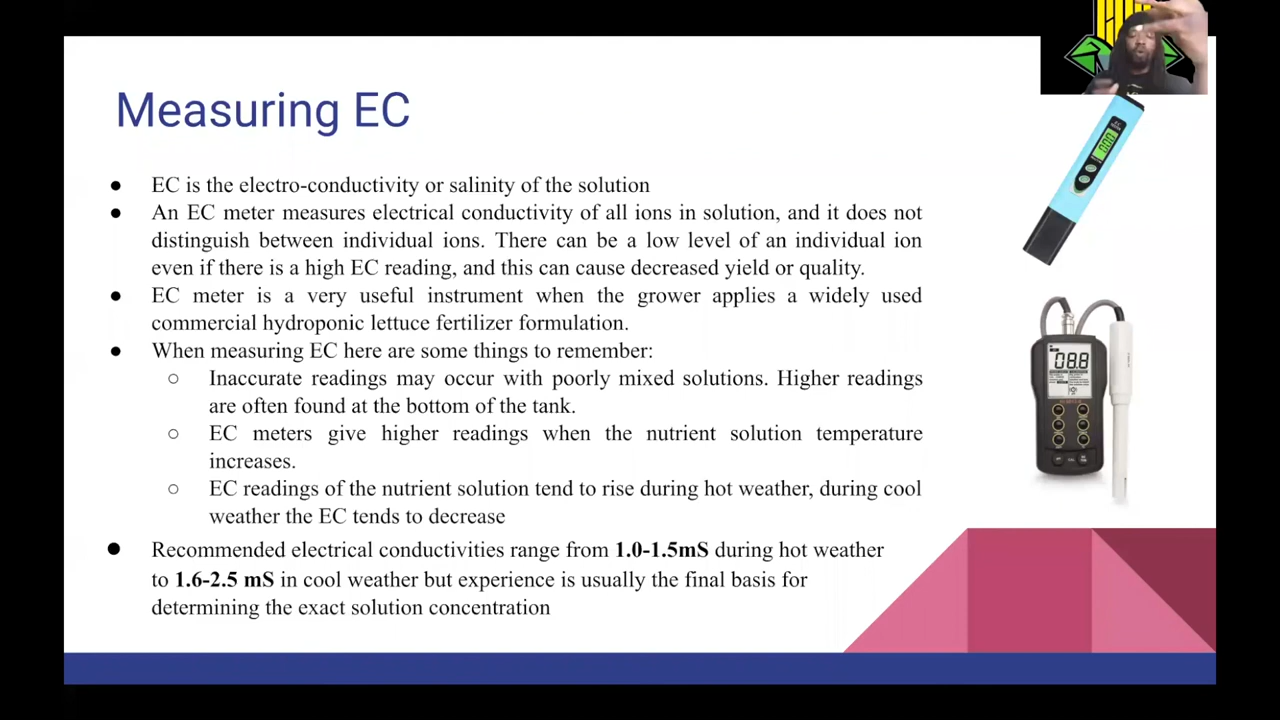 Measuring EC
● EC is the electro-conductivity or salinity of the solution
● An EC meter measures electrical conductivity of all ions in solution, and it does not
distinguish between individual ions. There can be a low level of an individual ion
even if there is a high EC reading, and this can cause decreased yield or quality.
● EC meter is a very useful instrument when the grower applies a widely used
commercial hydroponic lettuce fertilizer formulation.
● When measuring EC here are some things to remember:
○ Inaccurate readings may occur with poorly mixed solutions. Higher readings
are often found at the bottom of the tank.
○ EC meters give higher readings when the nutrient solution temperature
increases.
○ EC readings of the nutrient solution tend to rise during hot weather, during cool
weather the EC tends to decrease
● Recommended electrical conductivities range from 1.0-1.5mS during hot weather
to 1.6-2.5 mS in cool weather but experience is usually the final basis for
determining the exact solution concentration